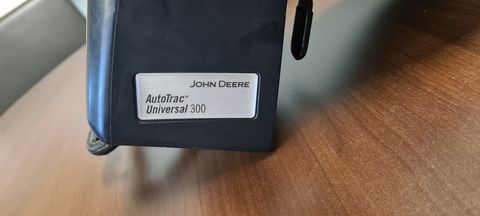 JOHN DEERE
AutoTrac™
Universal 300